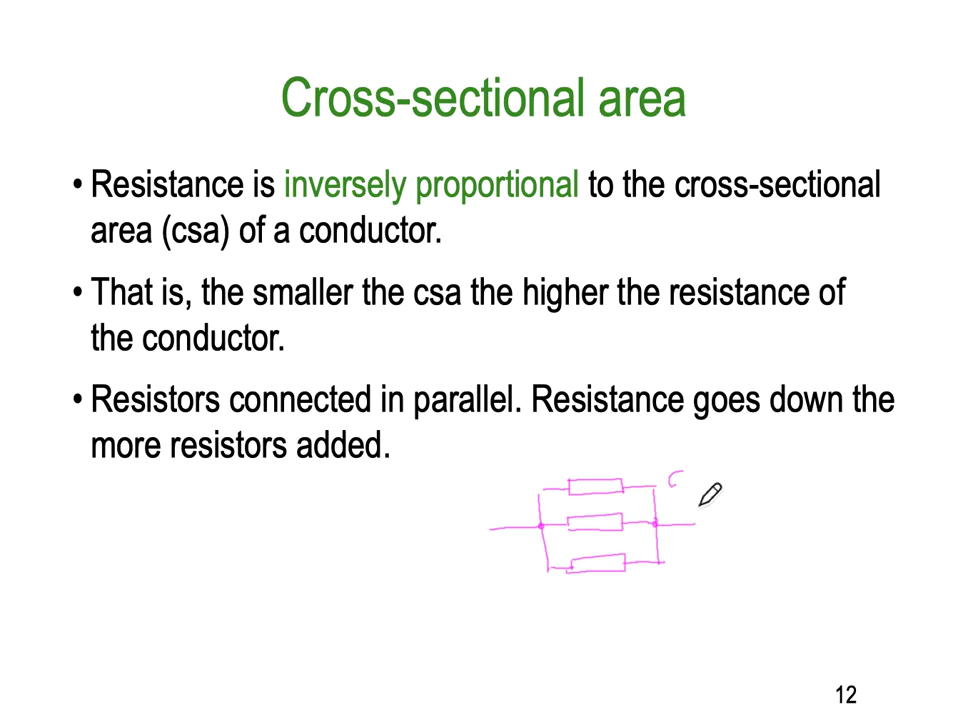 Cross-sectional area
• Resistance is inversely proportional to the cross-sectional
area (csa) of a conductor.
• That is, the smaller the csa the higher the resistance of
the conductor.
• Resistors connected in parallel. Resistance goes down the
more resistors added.
12